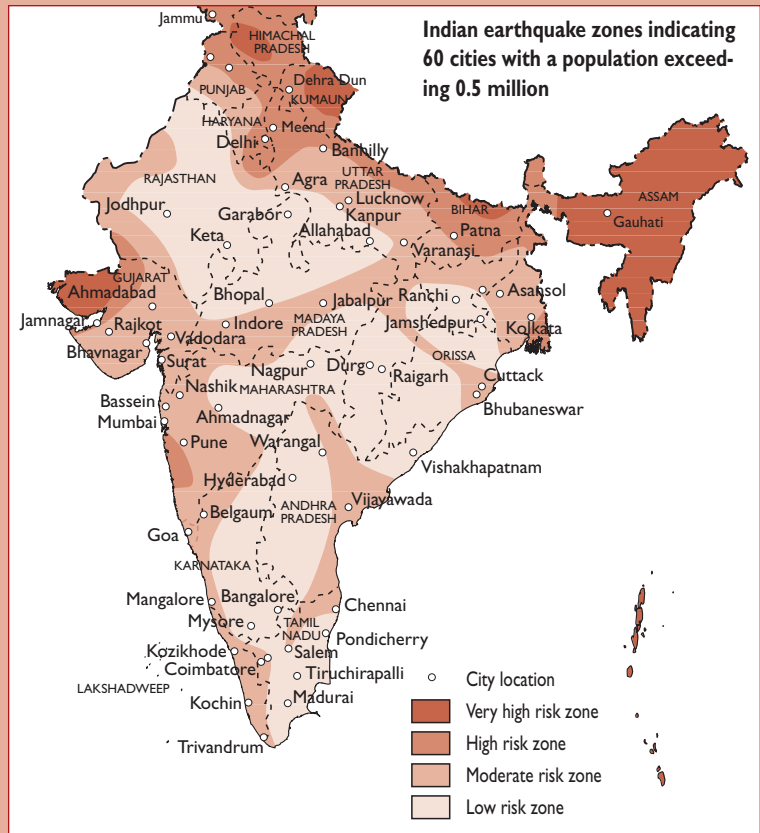 Indian earthquake zones indicating
60 cities with a population exceed-
ing 0.5 million
Jammu
HIMACHAL
PRADESH
Dehra Dun
PUNJAB
KUMAUN
HARYANA
Meend
Delhi
Banhilly
RAJASTHAN
UTTAR
PRADESH
Agra
Lucknow
ASSAM
Jodhpur
Garabór
Kanpur
BIHAR
Gauhati
Keta
Allahabad
Patna
Varanasi
GUJARAT
Ahmadabad
Bhopal
Jabalpur
Ranchi
Asansol
Jamnagar
Rajkot
Indore
MADAYA
PRADESH
Jamshedpur
Kolkata
Vadodara
Bhavnagar
ORISSA
Surat
Nagpur
Durg
Raigarh
Cuttack
Nashik
MAHARASHTRA
Bassein
Ahmadnagar
Bhubaneswar
Mumbai
Pune
Warangal
Vishakhapatnam
Hyderabad
Belgaum
ANDHRA
PRADESH
Vijayawada
Goa
KARNATAKA
Mangalore
Bangalore
Chennai
Mysore
TAMIL
NADU
Pondicherry
Kozikhode
Salem
Coimbatore
Tiruchirapalli
LAKSHADWEEP
Kochin
Madurai
Trivandrum
City location
Very high risk zone
High risk zone
Moderate risk zone
Low risk zone